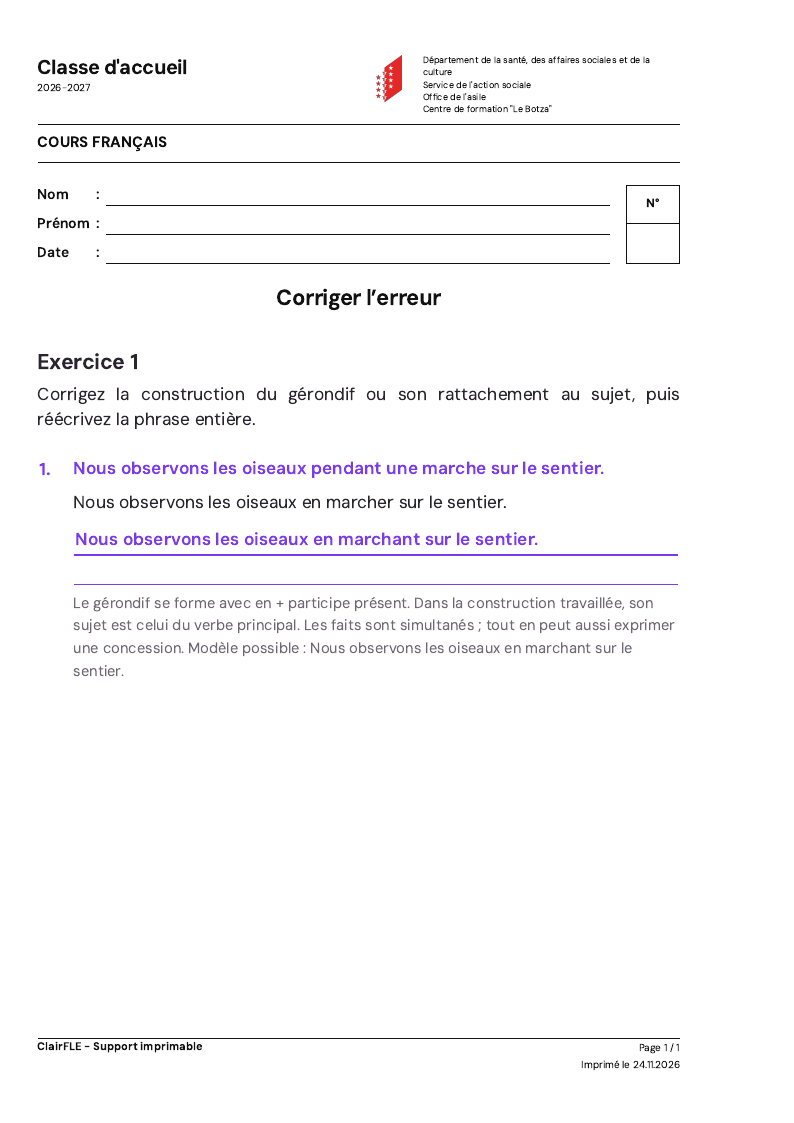 Classe d'accueil
2026-2027
Département de la santé, des affaires sociales et de la
culture
Service de l'action sociale
Office de l'asile
Centre de formation "Le Botza"
COURS FRANÇAIS
Nom :
Prénom :
Date :
N°
Corriger l’erreur
Exercice 1
Corrigez la construction du gérondif ou son rattachement au sujet, puis
réécrivez la phrase entière.
1. Nous observons les oiseaux pendant une marche sur le sentier.
Nous observons les oiseaux en marcher sur le sentier.
Nous observons les oiseaux en marchant sur le sentier.
Le gérondif se forme avec en + participe présent. Dans la construction travaillée, son
sujet est celui du verbe principal. Les faits sont simultanés ; tout en peut aussi exprimer
une concession. Modèle possible : Nous observons les oiseaux en marchant sur le
sentier.
ClairFLE - Support imprimable
Page 1 / 1
Imprimé le 24.11.2026